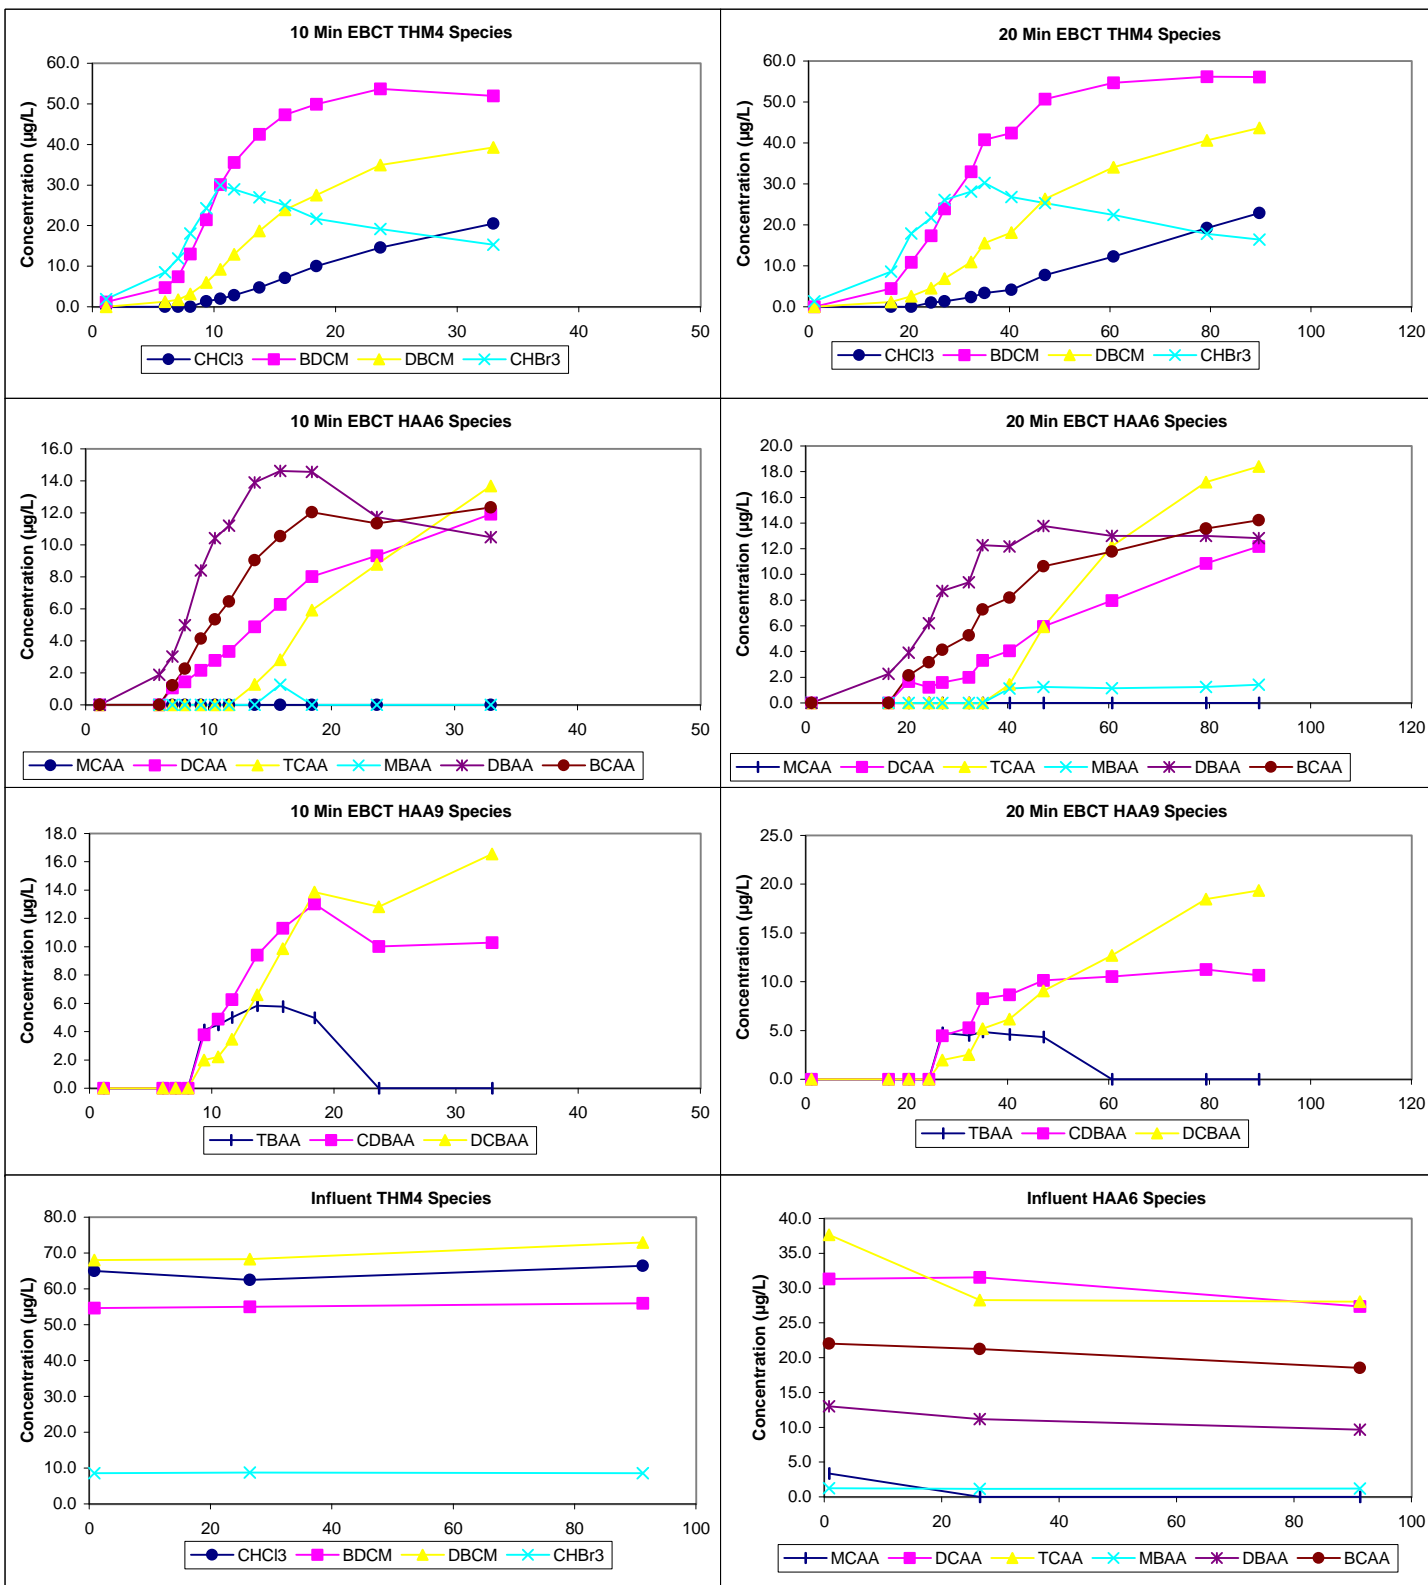 10 Min EBCT THM4 Species
Concentration (µg/L)
60.0
50.0
40.0
30.0
20.0
10.0
0.0
0 10 20 30 40 50
CHCl3 BDCM DBCM CHBr3
20 Min EBCT THM4 Species
Concentration (µg/L)
60.0
50.0
40.0
30.0
20.0
10.0
0.0
0 20 40 60 80 100 120
CHCl3 BDCM DBCM CHBr3
10 Min EBCT HAA6 Species
Concentration (µg/L)
16.0
14.0
12.0
10.0
8.0
6.0
4.0
2.0
0.0
0 10 20 30 40 50
MCAA DCAA TCAA MBAA DBAA BCAA
20 Min EBCT HAA6 Species
Concentration (µg/L)
20.0
18.0
16.0
14.0
12.0
10.0
8.0
6.0
4.0
2.0
0.0
0 20 40 60 80 100 120
MCAA DCAA TCAA MBAA DBAA BCAA
10 Min EBCT HAA9 Species
Concentration (µg/L)
18.0
16.0
14.0
12.0
10.0
8.0
6.0
4.0
2.0
0.0
0 10 20 30 40 50
TBAA CDBAA DCBAA
20 Min EBCT HAA9 Species
Concentration (µg/L)
25.0
20.0
15.0
10.0
5.0
0.0
0 20 40 60 80 100 120
TBAA CDBAA DCBAA
Influent THM4 Species
Concentration (µg/L)
80.0
70.0
60.0
50.0
40.0
30.0
20.0
10.0
0.0
0 20 40 60 80 100
CHCl3 BDCM DBCM CHBr3
Influent HAA6 Species
Concentration (µg/L)
40.0
35.0
30.0
25.0
20.0
15.0
10.0
5.0
0.0
0 20 40 60 80 100
MCAA DCAA TCAA MBAA DBAA BCAA